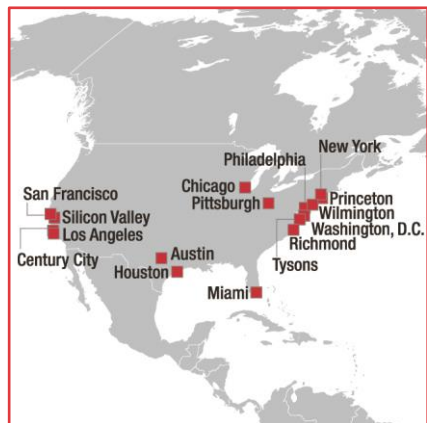 New York
Philadelphia
Chicago
Pittsburgh
Princeton
Wilmington
Washington, D.C.
Richmond
Tysons
San Francisco
Silicon Valley
Los Angeles
Century City
Austin
Houston
Miami